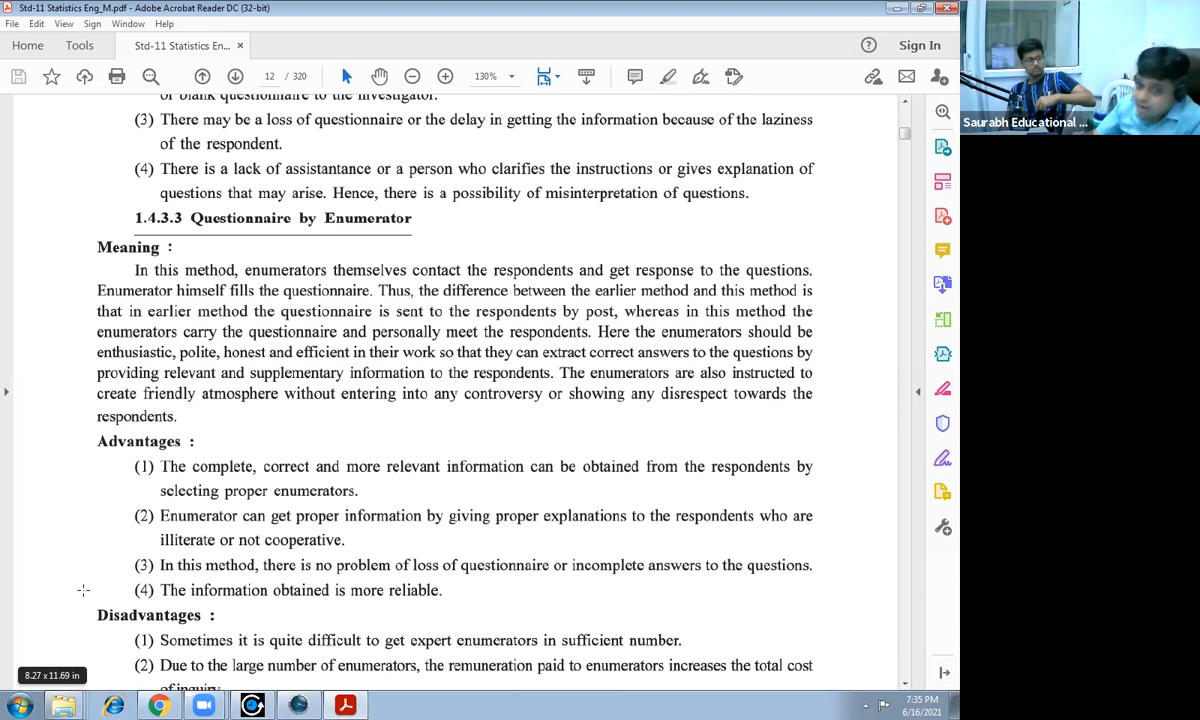 Std-11 Statistics Eng_M.pdf - Adobe Acrobat Reader DC (32-bit)
File Edit View Sign Window Help
Home Tools Std-11 Statistics En... × Sign In
12 / 320 130%
or blank questionnaire to the investigator.
(3) There may be a loss of questionnaire or the delay in getting the information because of the laziness
of the respondent.
(4) There is a lack of assistantance or a person who clarifies the instructions or gives explanation of
questions that may arise. Hence, there is a possibility of misinterpretation of questions.
1.4.3.3 Questionnaire by Enumerator
Meaning :
In this method, enumerators themselves contact the respondents and get response to the questions.
Enumerator himself fills the questionnaire. Thus, the difference between the earlier method and this method is
that in earlier method the questionnaire is sent to the respondents by post, whereas in this method the
enumerators carry the questionnaire and personally meet the respondents. Here the enumerators should be
enthusiastic, polite, honest and efficient in their work so that they can extract correct answers to the questions by
providing relevant and supplementary information to the respondents. The enumerators are also instructed to
create friendly atmosphere without entering into any controversy or showing any disrespect towards the
respondents.
Advantages :
(1) The complete, correct and more relevant information can be obtained from the respondents by
selecting proper enumerators.
(2) Enumerator can get proper information by giving proper explanations to the respondents who are
illiterate or not cooperative.
(3) In this method, there is no problem of loss of questionnaire or incomplete answers to the questions.
(4) The information obtained is more reliable.
Disadvantages :
(1) Sometimes it is quite difficult to get expert enumerators in sufficient number.
(2) Due to the large number of enumerators, the remuneration paid to enumerators increases the total cost
of inquiry.
8.27 x 11.69 in
Saurabh Educational ...
7:35 PM
6/16/2021